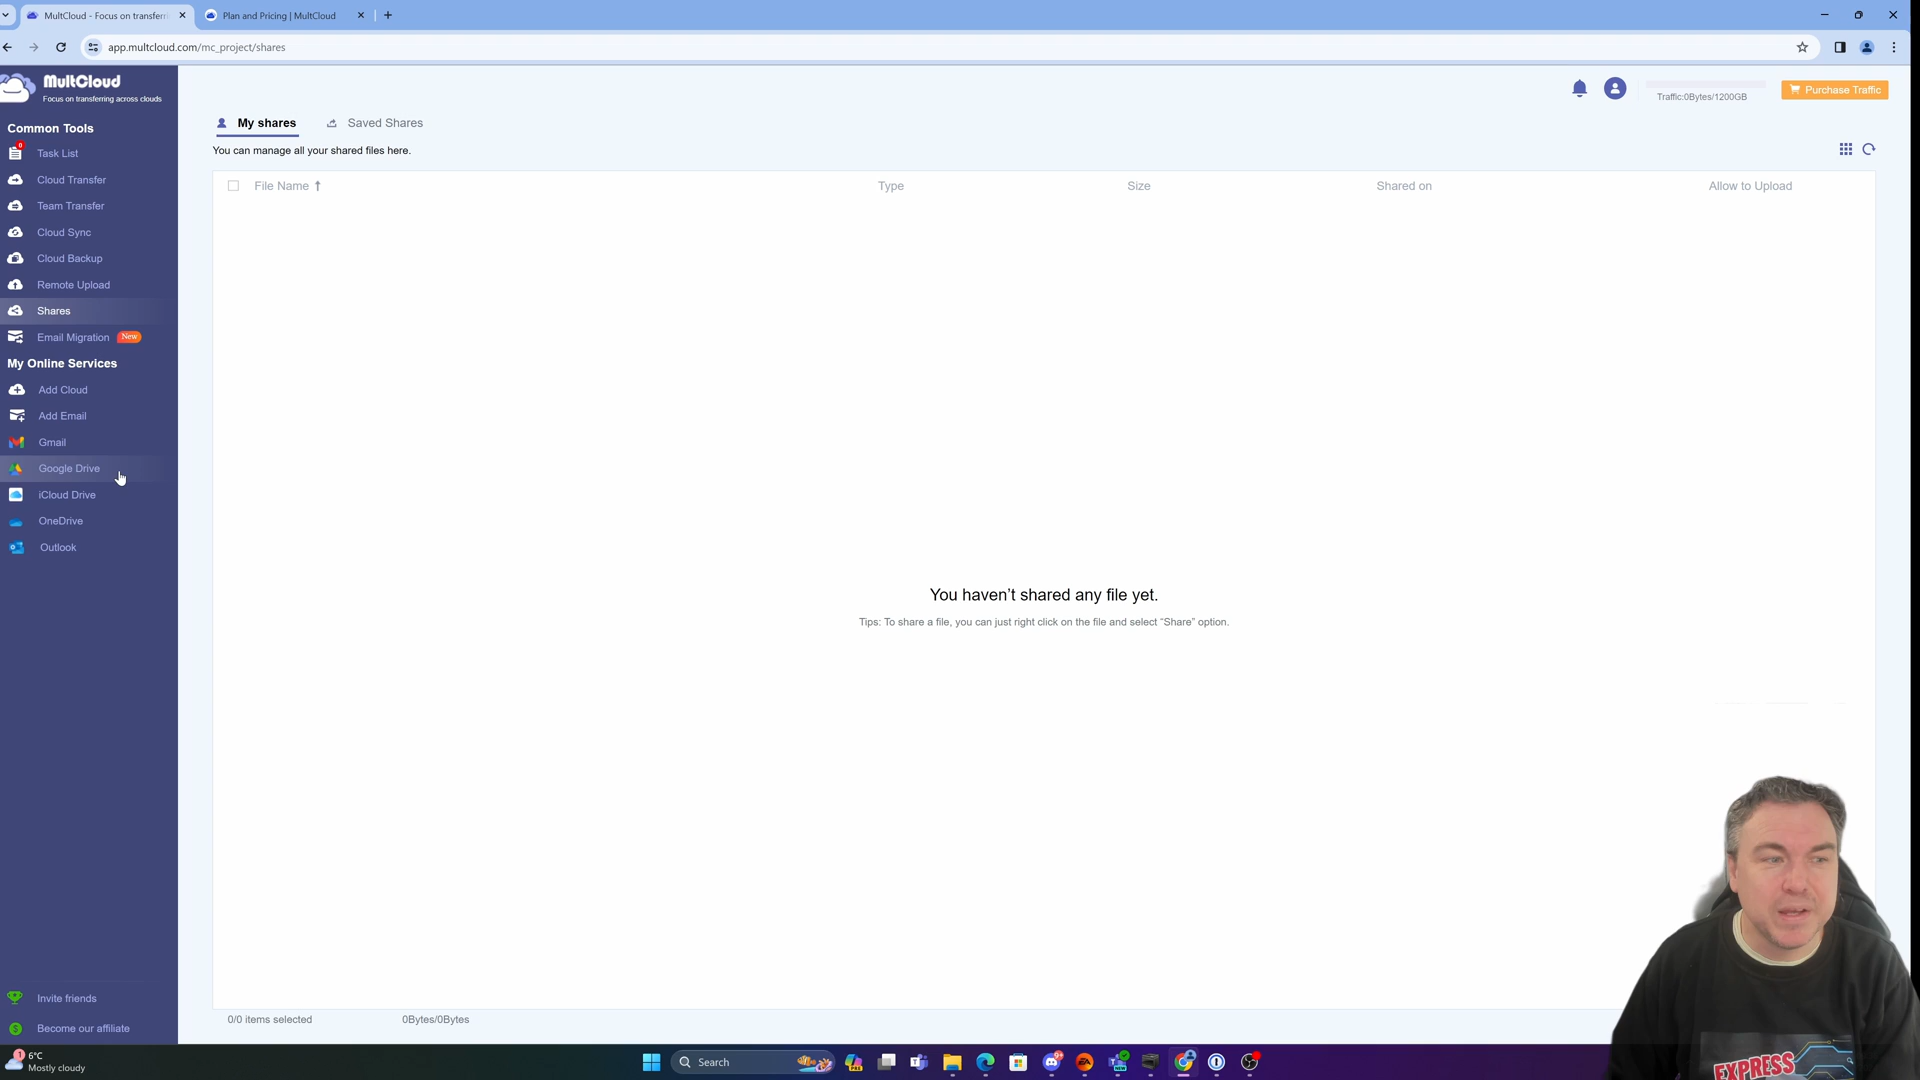 MultCloud - Focus on transferri
Plan and Pricing | MultCloud
app.multcloud.com/mc_project/shares
MultCloud
Focus on transferring across clouds
Traffic:0Bytes/1200GB
Purchase Traffic
Common Tools
0
Task List
Cloud Transfer
Team Transfer
Cloud Sync
Cloud Backup
Remote Upload
Shares
Email Migration New
My Online Services
Add Cloud
Add Email
Gmail
Google Drive
iCloud Drive
OneDrive
Outlook
Invite friends
Become our affiliate
My shares
Saved Shares
You can manage all your shared files here.
File Name Type Size Shared on Allow to Upload
You haven't shared any file yet.
Tips: To share a file, you can just right click on the file and select “Share” option.
0/0 items selected
0Bytes/0Bytes
EXPRESS
1
6°C
Mostly cloudy
Search